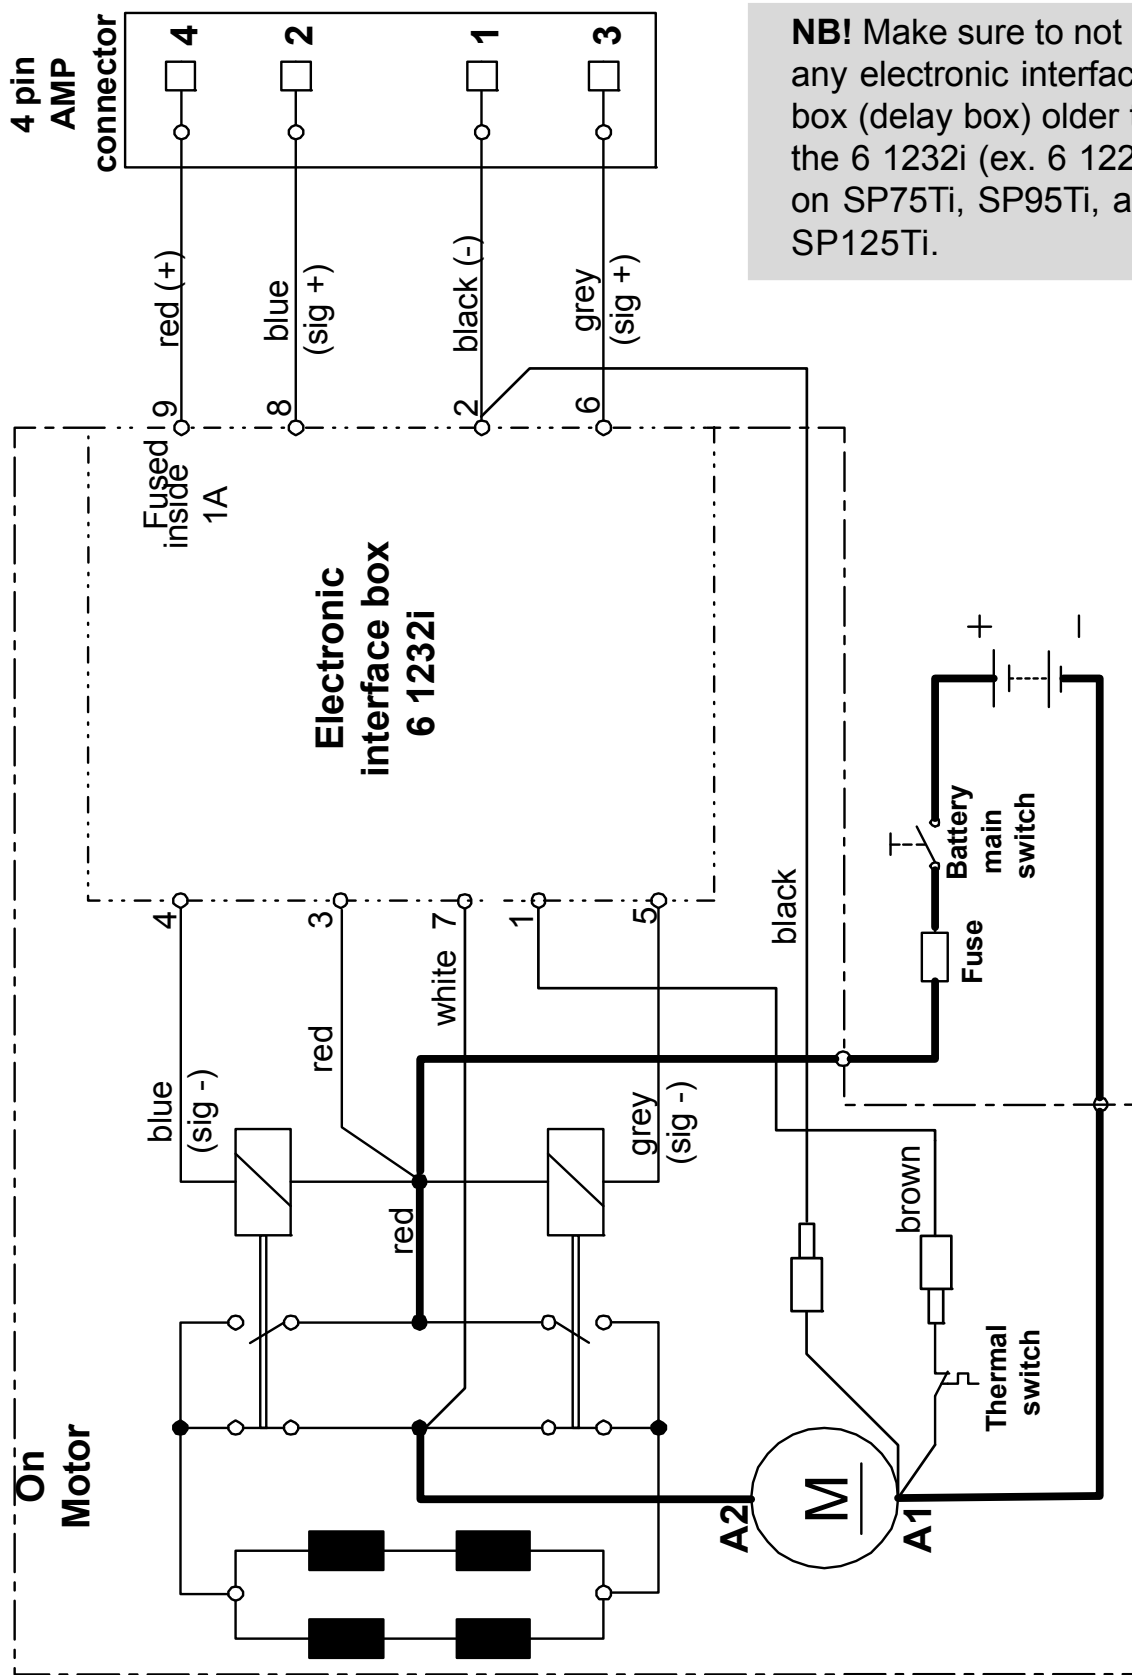 NB! Make sure to not
any electronic interfac
box (delay box) older
the 6 1232i (ex. 6 122
on SP75Ti, SP95Ti, a
SP125Ti.
4 pin
AMP
connector
4
2
1
3
red (+)
blue
(sig +)
black (-)
grey
(sig +)
9
8
2
6
Fused
inside
1A
Electronic
interface box
6 1232i
4
3
7
1
5
blue
(sig -)
red
white
grey
(sig -)
red
black
brown
+
-
Battery
main
switch
Fuse
Thermal
switch
On
Motor
A2
M
A1